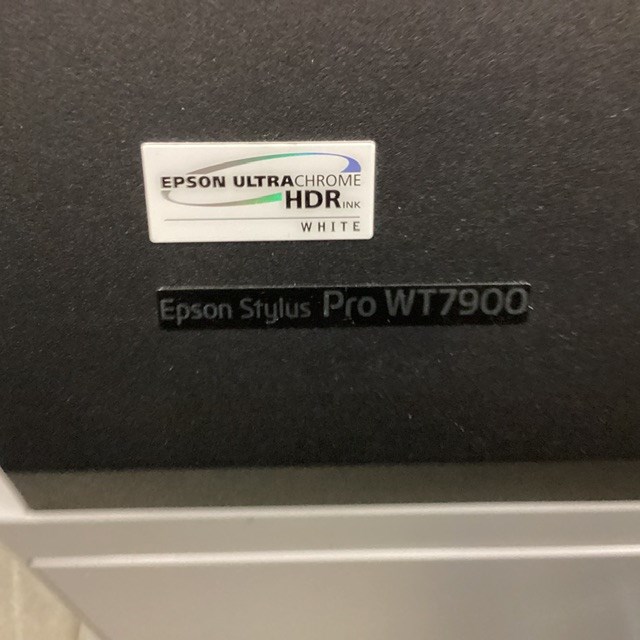 EPSON ULTRACHROME
HDR INK
WHITE
Epson Stylus Pro WT7900